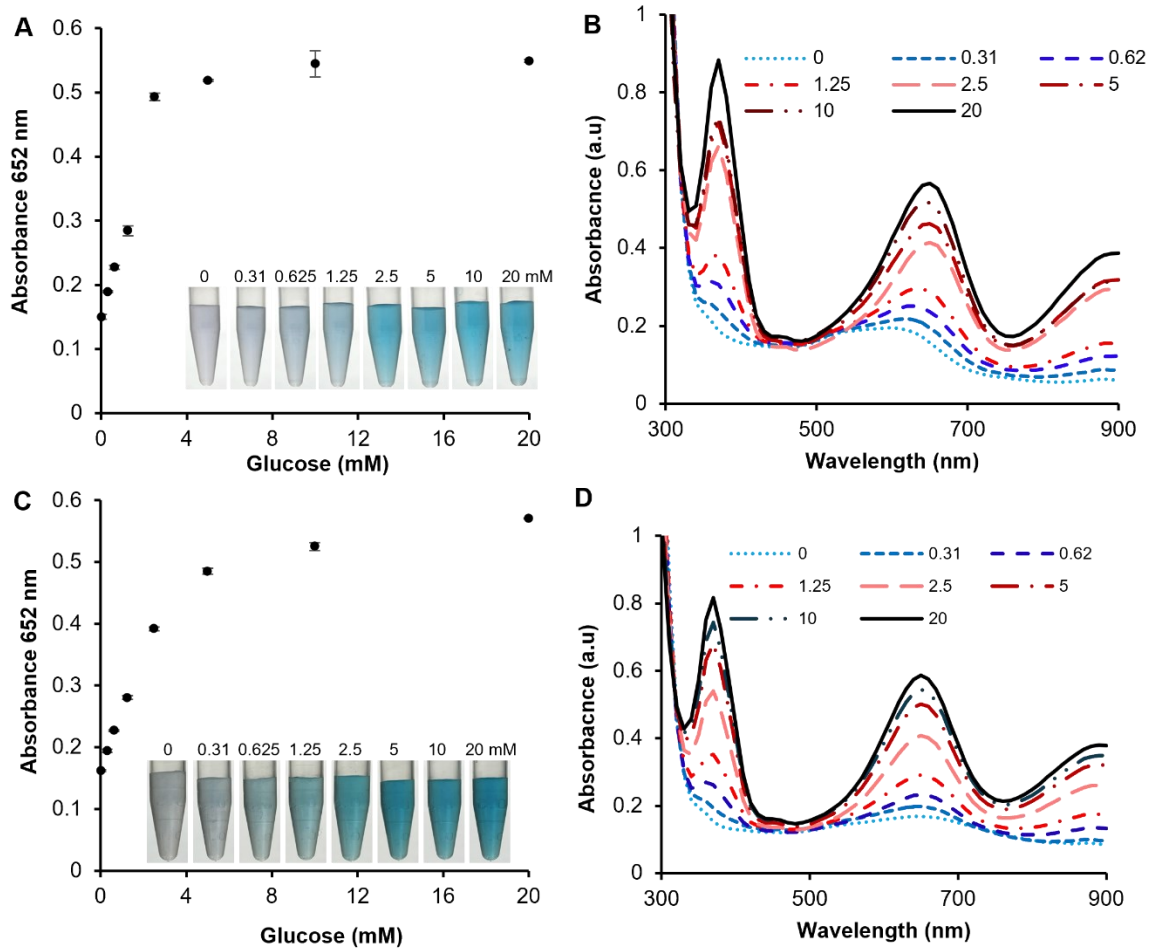 A
Absorbance 652 nm
0.6
0.5
0.4
0.3
0.2
0.1
0
0 0.31 0.625 1.25 2.5 5 10 20 mM
0 4 8 12 16 20
Glucose (mM)
B
Absorbacnce (a.u)
1
0.8
0.6
0.4
0.2
0
0 0.31 0.62
1.25 2.5 5
10 20
300 500 700 900
Wavelength (nm)
C
Absorbance 652 nm
0.6
0.5
0.4
0.3
0.2
0.1
0
0 0.31 0.625 1.25 2.5 5 10 20 mM
0 4 8 12 16 20
Glucose (mM)
D
Absorbacnce (a.u)
1
0.8
0.6
0.4
0.2
0
0 0.31 0.62
1.25 2.5 5
10 20
300 500 700 900
Wavelength (nm)